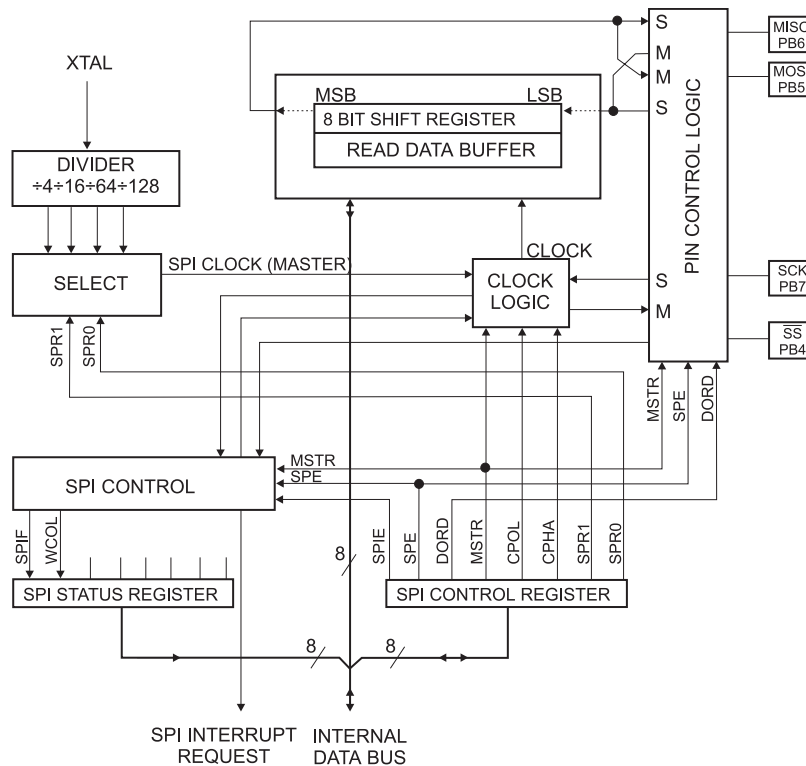 XTAL
DIVIDER
÷4÷16÷64÷128
SELECT
SPI CLOCK (MASTER)
SPR1
SPR0
MSB
LSB
8 BIT SHIFT REGISTER
READ DATA BUFFER
CLOCK
CLOCK
LOGIC
S
M
M
S
S
M
PIN CONTROL LOGIC
MISO
PB6
MOSI
PB5
SCK
PB7
SS
PB4
MSTR
SPE
DORD
SPI CONTROL
MSTR
SPE
SPIF
WCOL
SPIE
SPE
DORD
MSTR
CPOL
CPHA
SPR1
SPR0
SPI STATUS REGISTER
SPI CONTROL REGISTER
8
8
8
SPI INTERRUPT
REQUEST
INTERNAL
DATA BUS